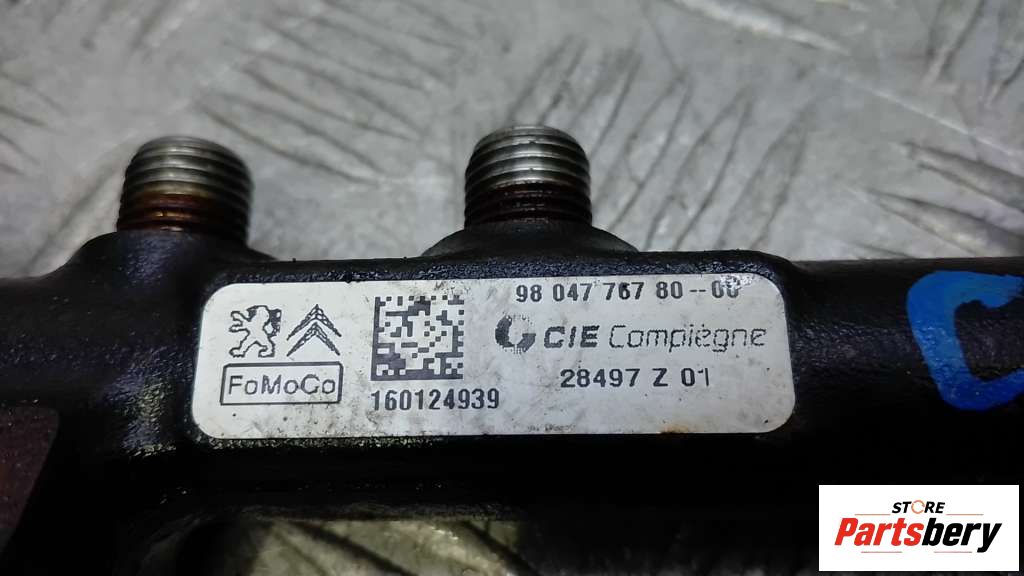 98 047 767 80-00
CIE Compiègne
28497 Z 01
FoMoCo
160124939
C
STORE
Partsbery